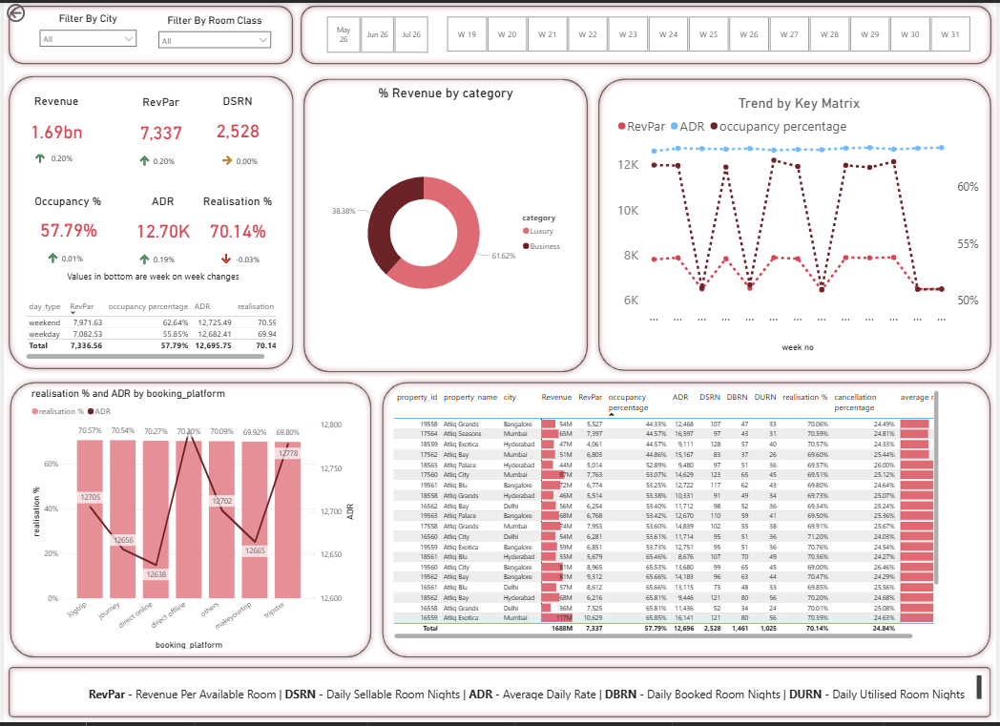 Filter By City
All
Filter By Room Class
All
May 26
Jun 26
Jul 26
W 19
W 20
W 21
W 22
W 23
W 24
W 25
W 26
W 27
W 28
W 29
W 30
W 31
Revenue
1.69bn
0.20%
RevPar
7,337
0.20%
DSRN
2,528
0.00%
Occupancy %
57.79%
0.01%
ADR
12.70K
0.19%
Realisation %
70.14%
-0.03%
Values in bottom are week on week changes
day_type RevPar occupancy percentage ADR realisation
weekend 7,971.63 62.64% 12,725.49 70.59
weekday 7,082.53 55.85% 12,682.41 69.94
Total 7,336.56 57.79% 12,695.75 70.14
% Revenue by category
38.38%
61.62%
category
Luxury
Business
Trend by Key Matrix
RevPar ADR occupancy percentage
12K
10K
8K
6K
60%
55%
50%
... ... ... ... ... ... ... ... ... ... ... ... ...
week no
realisation % and ADR by booking_platform
realisation % ADR
70.57% 70.54% 70.27% 70.20% 70.09% 69.92% 69.80%
60%
40%
20%
0%
realisation %
12,800
12,750
12,700
12,650
12,600
ADR
12705
12656
12638
12702
12665
12778
logtrip
journey
direct online
direct offline
others
makeyourtrip
tripster
booking_platform
property_id property_name city Revenue RevPar occupancy percentage ADR DSRN DBRN DURN realisation % cancellation percentage average r
19558 Atliq Grands Bangalore 54M 5,527 44.33% 12,468 107 47 33 70.06% 24.49%
17564 Atliq Seasons Mumbai 65M 7,397 44.57% 16,597 97 43 31 70.59% 24.81%
18559 Atliq Exotica Hyderabad 47M 4,061 44.57% 9,111 128 57 40 70.57% 24.33%
17562 Atliq Bay Mumbai 51M 6,803 44.86% 15,167 83 37 26 70.62% 25.44%
18563 Atliq Palace Hyderabad 44M 5,014 52.89% 9,480 97 51 36 69.57% 26.00%
17560 Atliq City Mumbai 87M 7,763 53.07% 14,629 123 65 45 69.51% 25.12%
19561 Atliq Blu Bangalore 72M 6,774 53.25% 12,722 117 62 43 69.80% 24.64%
18558 Atliq Grands Hyderabad 46M 5,514 53.38% 10,331 91 49 34 69.73% 25.07%
16562 Atliq Bay Delhi 56M 6,254 53.40% 11,712 98 52 36 69.34% 25.24%
19563 Atliq Palace Bangalore 68M 6,768 53.42% 12,670 110 59 41 69.50% 25.36%
17558 Atliq Grands Mumbai 74M 7,953 53.60% 14,839 102 55 38 69.91% 25.67%
16560 Atliq City Delhi 54M 6,281 53.61% 11,714 95 51 36 71.20% 24.03%
19559 Atliq Exotica Bangalore 59M 6,851 53.73% 12,751 95 51 36 70.76% 24.54%
18561 Atliq Blu Hyderabad 55M 5,679 65.46% 8,676 107 70 49 70.36% 24.27%
19560 Atliq City Bangalore 81M 8,965 65.53% 13,680 99 65 45 69.00% 26.46%
19562 Atliq Bay Bangalore 81M 9,312 65.66% 14,183 96 63 44 70.47% 24.29%
16561 Atliq Blu Delhi 57M 8,612 65.66% 13,115 73 48 33 69.85% 25.56%
18562 Atliq Bay Hyderabad 68M 6,216 65.81% 9,446 121 80 56 70.20% 24.68%
16558 Atliq Grands Delhi 36M 7,525 65.81% 11,436 52 34 24 70.01% 25.08%
16559 Atliq Exotica Mumbai 117M 10,629 65.85% 16,141 121 80 56 70.39% 24.63%
Total 1688M 7,337 57.79% 12,696 2,528 1,461 1,025 70.14% 24.84%
RevPar - Revenue Per Available Room | DSRN - Daily Sellable Room Nights | ADR - Average Daily Rate | DBRN - Daily Booked Room Nights | DURN - Daily Utilised Room Nights